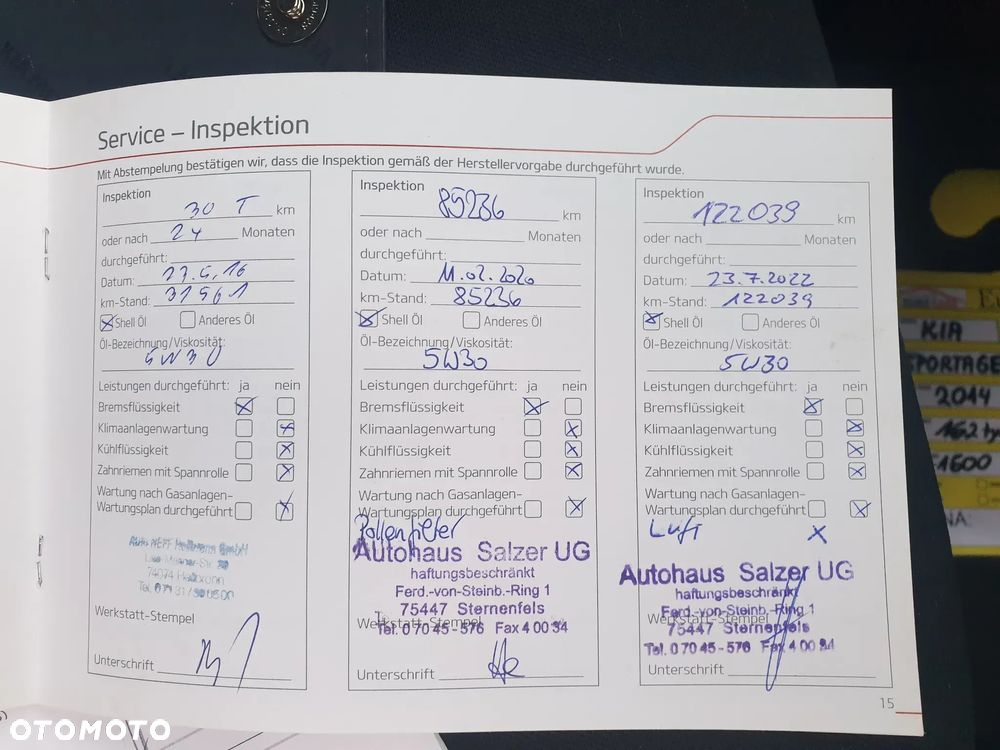 Service – Inspektion
Mit Abstempelung bestätigen wir, dass die Inspektion gemäß der Herstellervorgabe durchgeführt wurde.
Inspektion
30 T km
oder nach 24 Monaten
durchgeführt:
Datum:
km-Stand: 31561
Shell Öl Anderes Öl
Öl-Bezeichnung/Viskosität:
5W30
Leistungen durchgeführt: ja nein
Bremsflüssigkeit
Klimaanlagenwartung
Kühlflüssigkeit
Zahnriemen mit Spannrolle
Wartung nach Gasanlagen-
Wartungsplan durchgeführt
74074 Heilbronn
Werkstatt-Stempel
Unterschrift
Inspektion
85236 km
oder nach Monaten
durchgeführt:
Datum: 11.02.2020
km-Stand: 85236
Shell Öl Anderes Öl
Öl-Bezeichnung/Viskosität:
5W30
Leistungen durchgeführt: ja nein
Bremsflüssigkeit
Klimaanlagenwartung
Kühlflüssigkeit
Zahnriemen mit Spannrolle
Wartung nach Gasanlagen-
Wartungsplan durchgeführt
Pollenfilter
Autohaus Salzer UG
haftungsbeschränkt
Ferd.-von-Steinb.-Ring 1
75447 Sternenfels
Werkstatt-Stempel
Tel. 0 70 45 - 576 Fax 4 00 34
Unterschrift
Inspektion
122039 km
oder nach Monaten
durchgeführt:
Datum: 23.7.2022
km-Stand: 122039
Shell Öl Anderes Öl
Öl-Bezeichnung/Viskosität:
5W30
Leistungen durchgeführt: ja nein
Bremsflüssigkeit
Klimaanlagenwartung
Kühlflüssigkeit
Zahnriemen mit Spannrolle
Wartung nach Gasanlagen-
Wartungsplan durchgeführt
Luft X
Autohaus Salzer UG
haftungsbeschränkt
Ferd.-von-Steinb.-Ring 1
Werkstatt-Stempel
75447 Sternenfels
Tel. 0 70 45 - 576 Fax 4 00 34
Unterschrift
15
KIA
SPORTAGE
2014
162 ty
1600
NA:
OTOMOTO